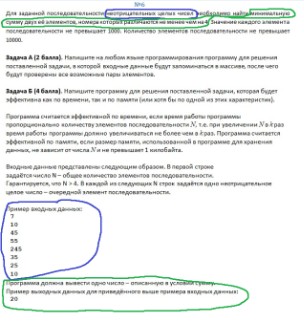 Для заданной последовательности неотрицательных целых чисел необходимо найти минимальную
сумму двух её элементов, номера которых различаются не менее чем на 4. Значение каждого элемента
последовательности не превышает 1000. Количество элементов последовательности не превышает
10000.
Задача А (2 балла). Напишите на любом языке программирования программу для решения
поставленной задачи, в которой входные данные будут запоминаться в массиве, после чего
будут проверены все возможные пары элементов.
Задача Б (4 балла). Напишите программу для решения поставленной задачи, которая будет
эффективна как по времени, так и по памяти (или хотя бы по одной из этих характеристик).
Программа считается эффективной по времени, если время работы программы
пропорционально количеству элементов последовательности N, т.е. при увеличении N в k раз
время работы программы должно увеличиваться не более чем в k раз. Программа считается
эффективной по памяти, если размер памяти, использованной в программе для хранения
данных, не зависит от числа N и не превышает 1 килобайта.
Входные данные представлены следующим образом. В первой строке
задаётся число N – общее количество элементов последовательности.
Гарантируется, что N > 4. В каждой из следующих N строк задаётся одно неотрицательное
целое число – очередной элемент последовательности.
Пример входных данных:
7
10
45
55
245
35
25
10
Программа должна вывести одно число – описанную в условии сумму.
Пример выходных данных для приведённого выше примера входных данных:
20